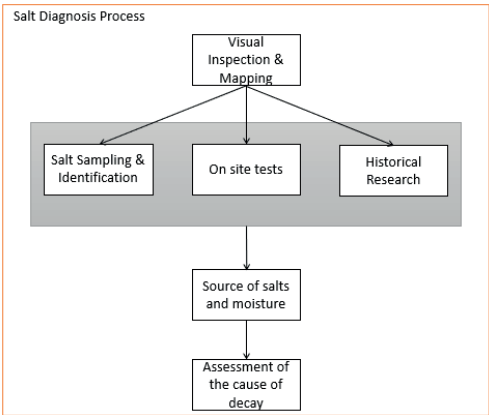 Salt Diagnosis Process
Visual
Inspection &
Mapping
Salt Sampling &
Identification
On site tests
Historical
Research
Source of salts
and moisture
Assessment of
the cause of
decay